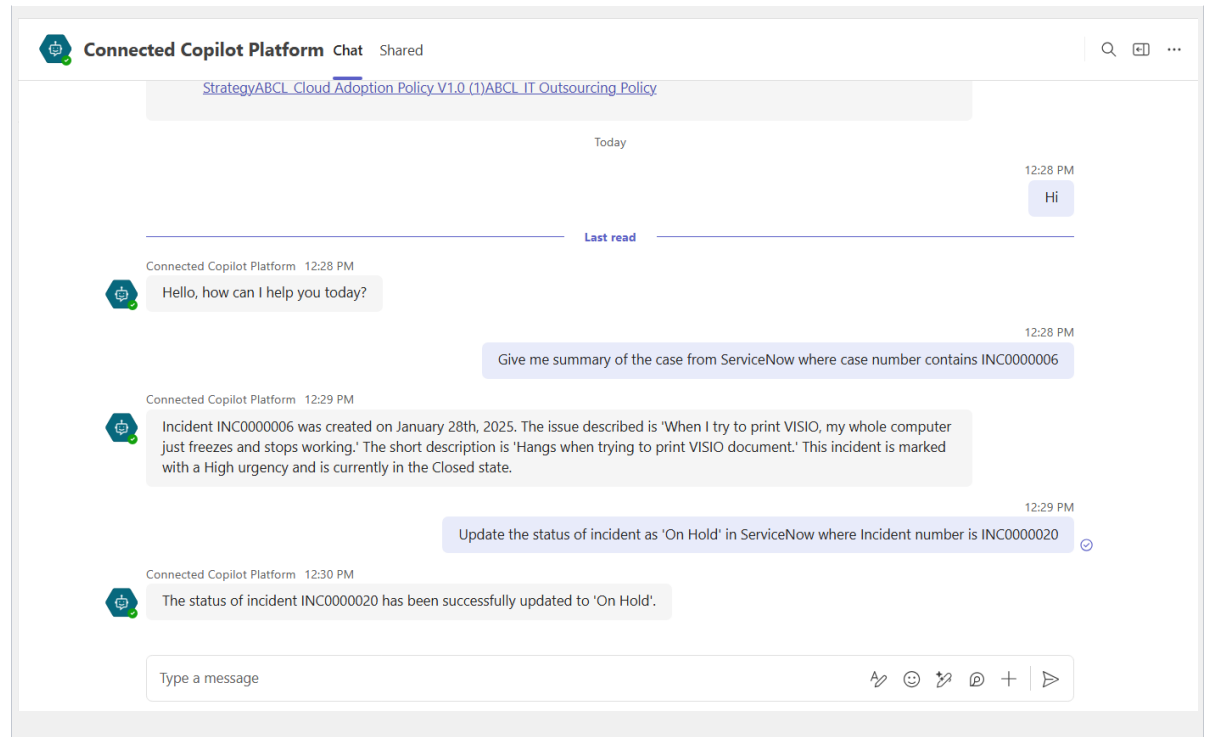 Connected Copilot Platform Chat Shared
StrategyABCL Cloud Adoption Policy V1.0 (1)ABCL IT Outsourcing Policy
Today
12:28 PM
Hi
Last read
Connected Copilot Platform 12:28 PM
Hello, how can I help you today?
12:28 PM
Give me summary of the case from ServiceNow where case number contains INC0000006
Connected Copilot Platform 12:29 PM
Incident INC0000006 was created on January 28th, 2025. The issue described is 'When I try to print VISIO, my whole computer
just freezes and stops working.' The short description is 'Hangs when trying to print VISIO document.' This incident is marked
with a High urgency and is currently in the Closed state.
12:29 PM
Update the status of incident as 'On Hold' in ServiceNow where Incident number is INC0000020
Connected Copilot Platform 12:30 PM
The status of incident INC0000020 has been successfully updated to 'On Hold'.
Type a message